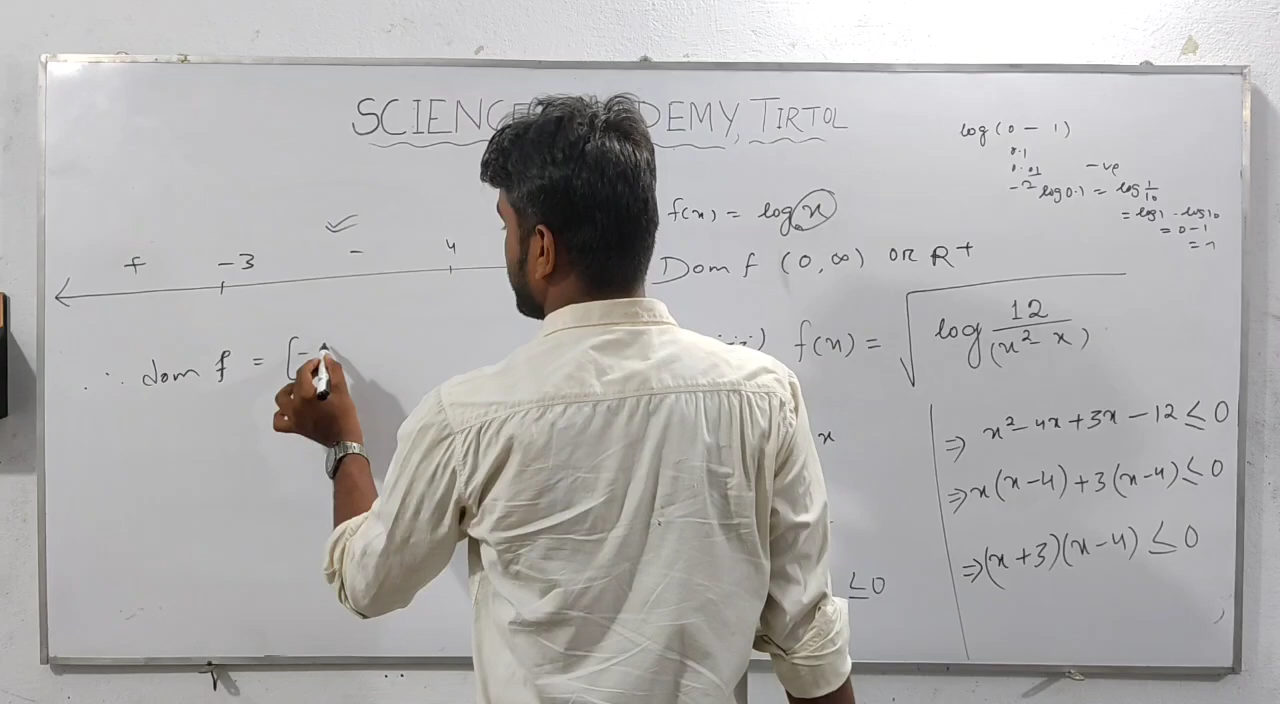 SCIENCE ACADEMY, TIRTOL
log(0 - 1)
0.1
0.01
-2
-ve
log0.1 = log 1/10
= log1 - log10
= 0-1
= -1
f(x) = log x
Dom f (0, ∞) OR R+
+ -3 - 4
f(x) = √(log 12/(x² - x))
∴ dom f = [-
x
≤0
⇒ x² - 4x + 3x - 12 ≤ 0
⇒ x(x-4) + 3(x-4) ≤ 0
⇒ (x+3)(x-4) ≤ 0